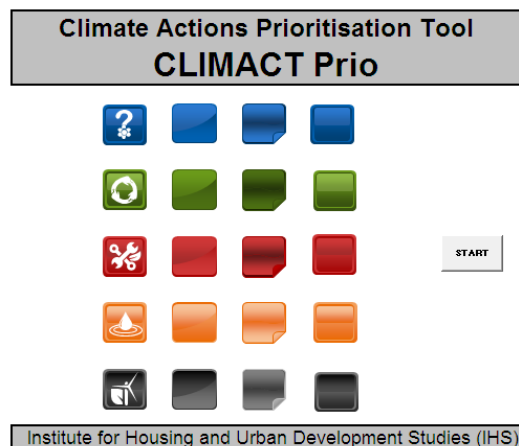 Climate Actions Prioritisation Tool
CLIMACT Prio
START
Institute for Housing and Urban Development Studies (IHS)